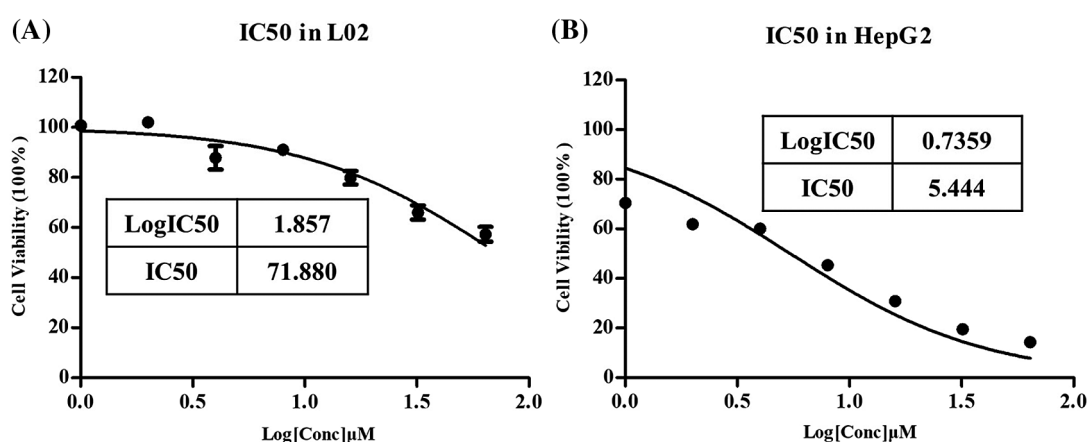 (A)
IC50 in L02
120
100
80
60
40
20
0
Cell Viability (100%)
LogIC50 1.857
IC50 71.880
0.0 0.5 1.0 1.5 2.0
Log[Conc]μM
(B)
IC50 in HepG2
120
100
80
60
40
20
0
Cell Vibility (100%)
LogIC50 0.7359
IC50 5.444
0.0 0.5 1.0 1.5 2.0
Log[Conc]μM